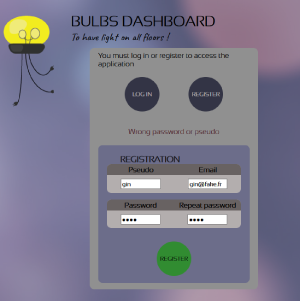 BULBS DASHBOARD
To have light on all floors !
You must log in or register to access the
application
LOG IN REGISTER
Wrong password or pseudo
REGISTRATION
Pseudo Email
gin gin@fahe.fr
Password Repeat password
•••• ••••
REGISTER